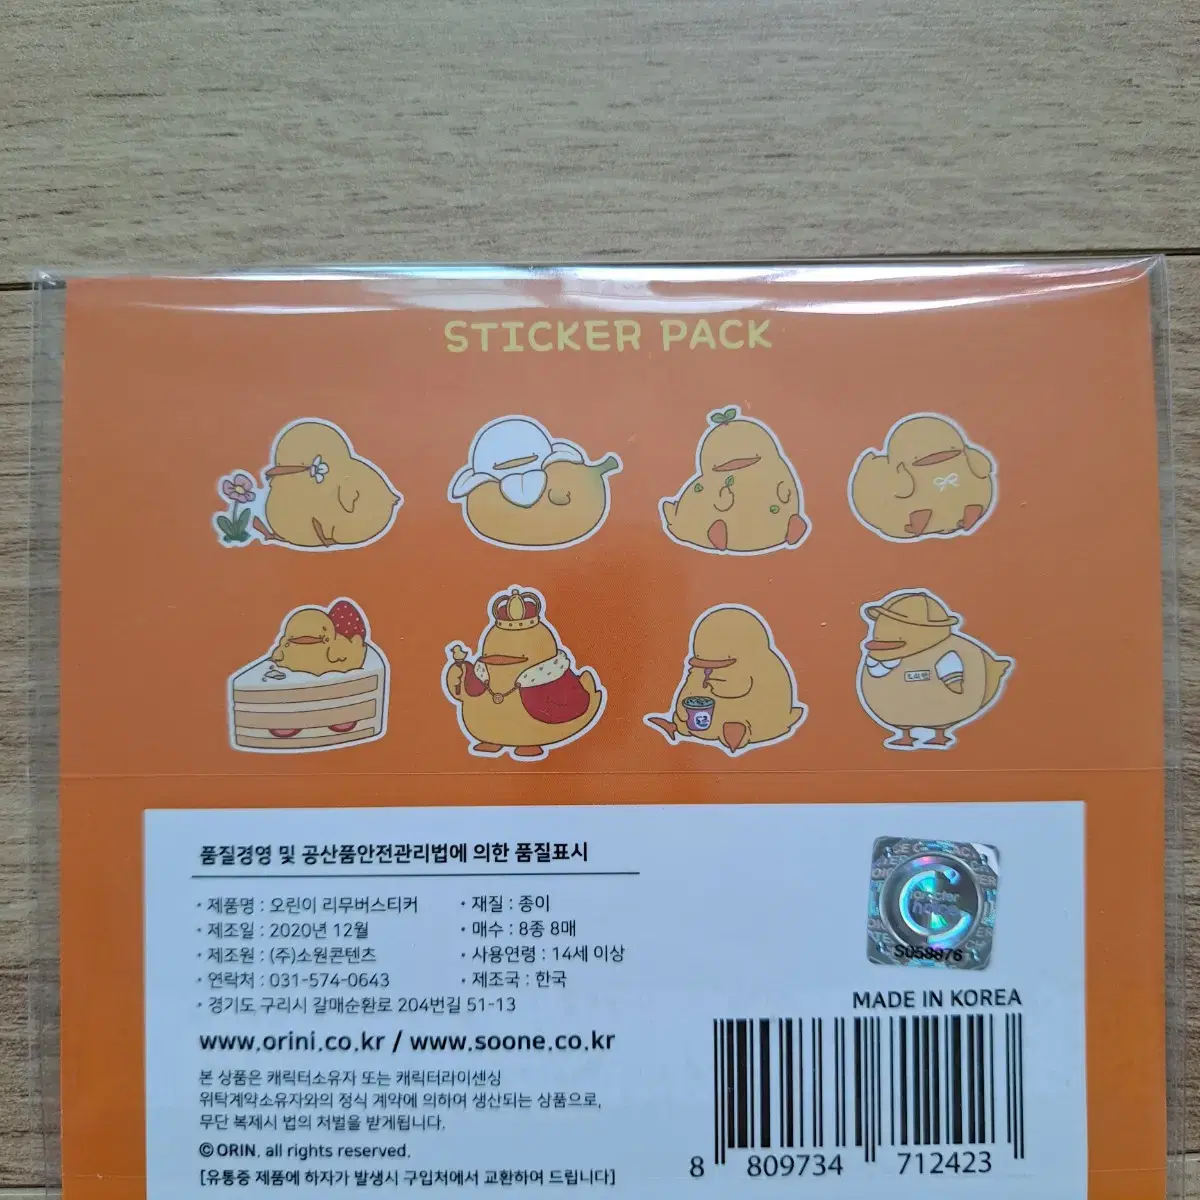 STICKER PACK
품질경영 및 공산품안전관리법에 의한 품질표시
· 제품명 : 오린이 리무버스티커
· 재질 : 종이
· 제조일 : 2020년 12월
· 매수 : 8종 8매
· 제조원 : (주)소원콘텐츠
· 사용연령 : 14세 이상
· 연락처 : 031-574-0643
· 제조국 : 한국
· 경기도 구리시 갈매순환로 204번길 51-13
www.orini.co.kr / www.soone.co.kr
본 상품은 캐릭터소유자 또는 캐릭터라이센싱
위탁계약소유자와의 정식 계약에 의하여 생산되는 상품으로,
무단 복제시 법의 처벌을 받게됩니다.
©ORIN. all rights reserved.
[유통중 제품에 하자가 발생시 구입처에서 교환하여 드립니다]
MADE IN KOREA
8 809734 712423